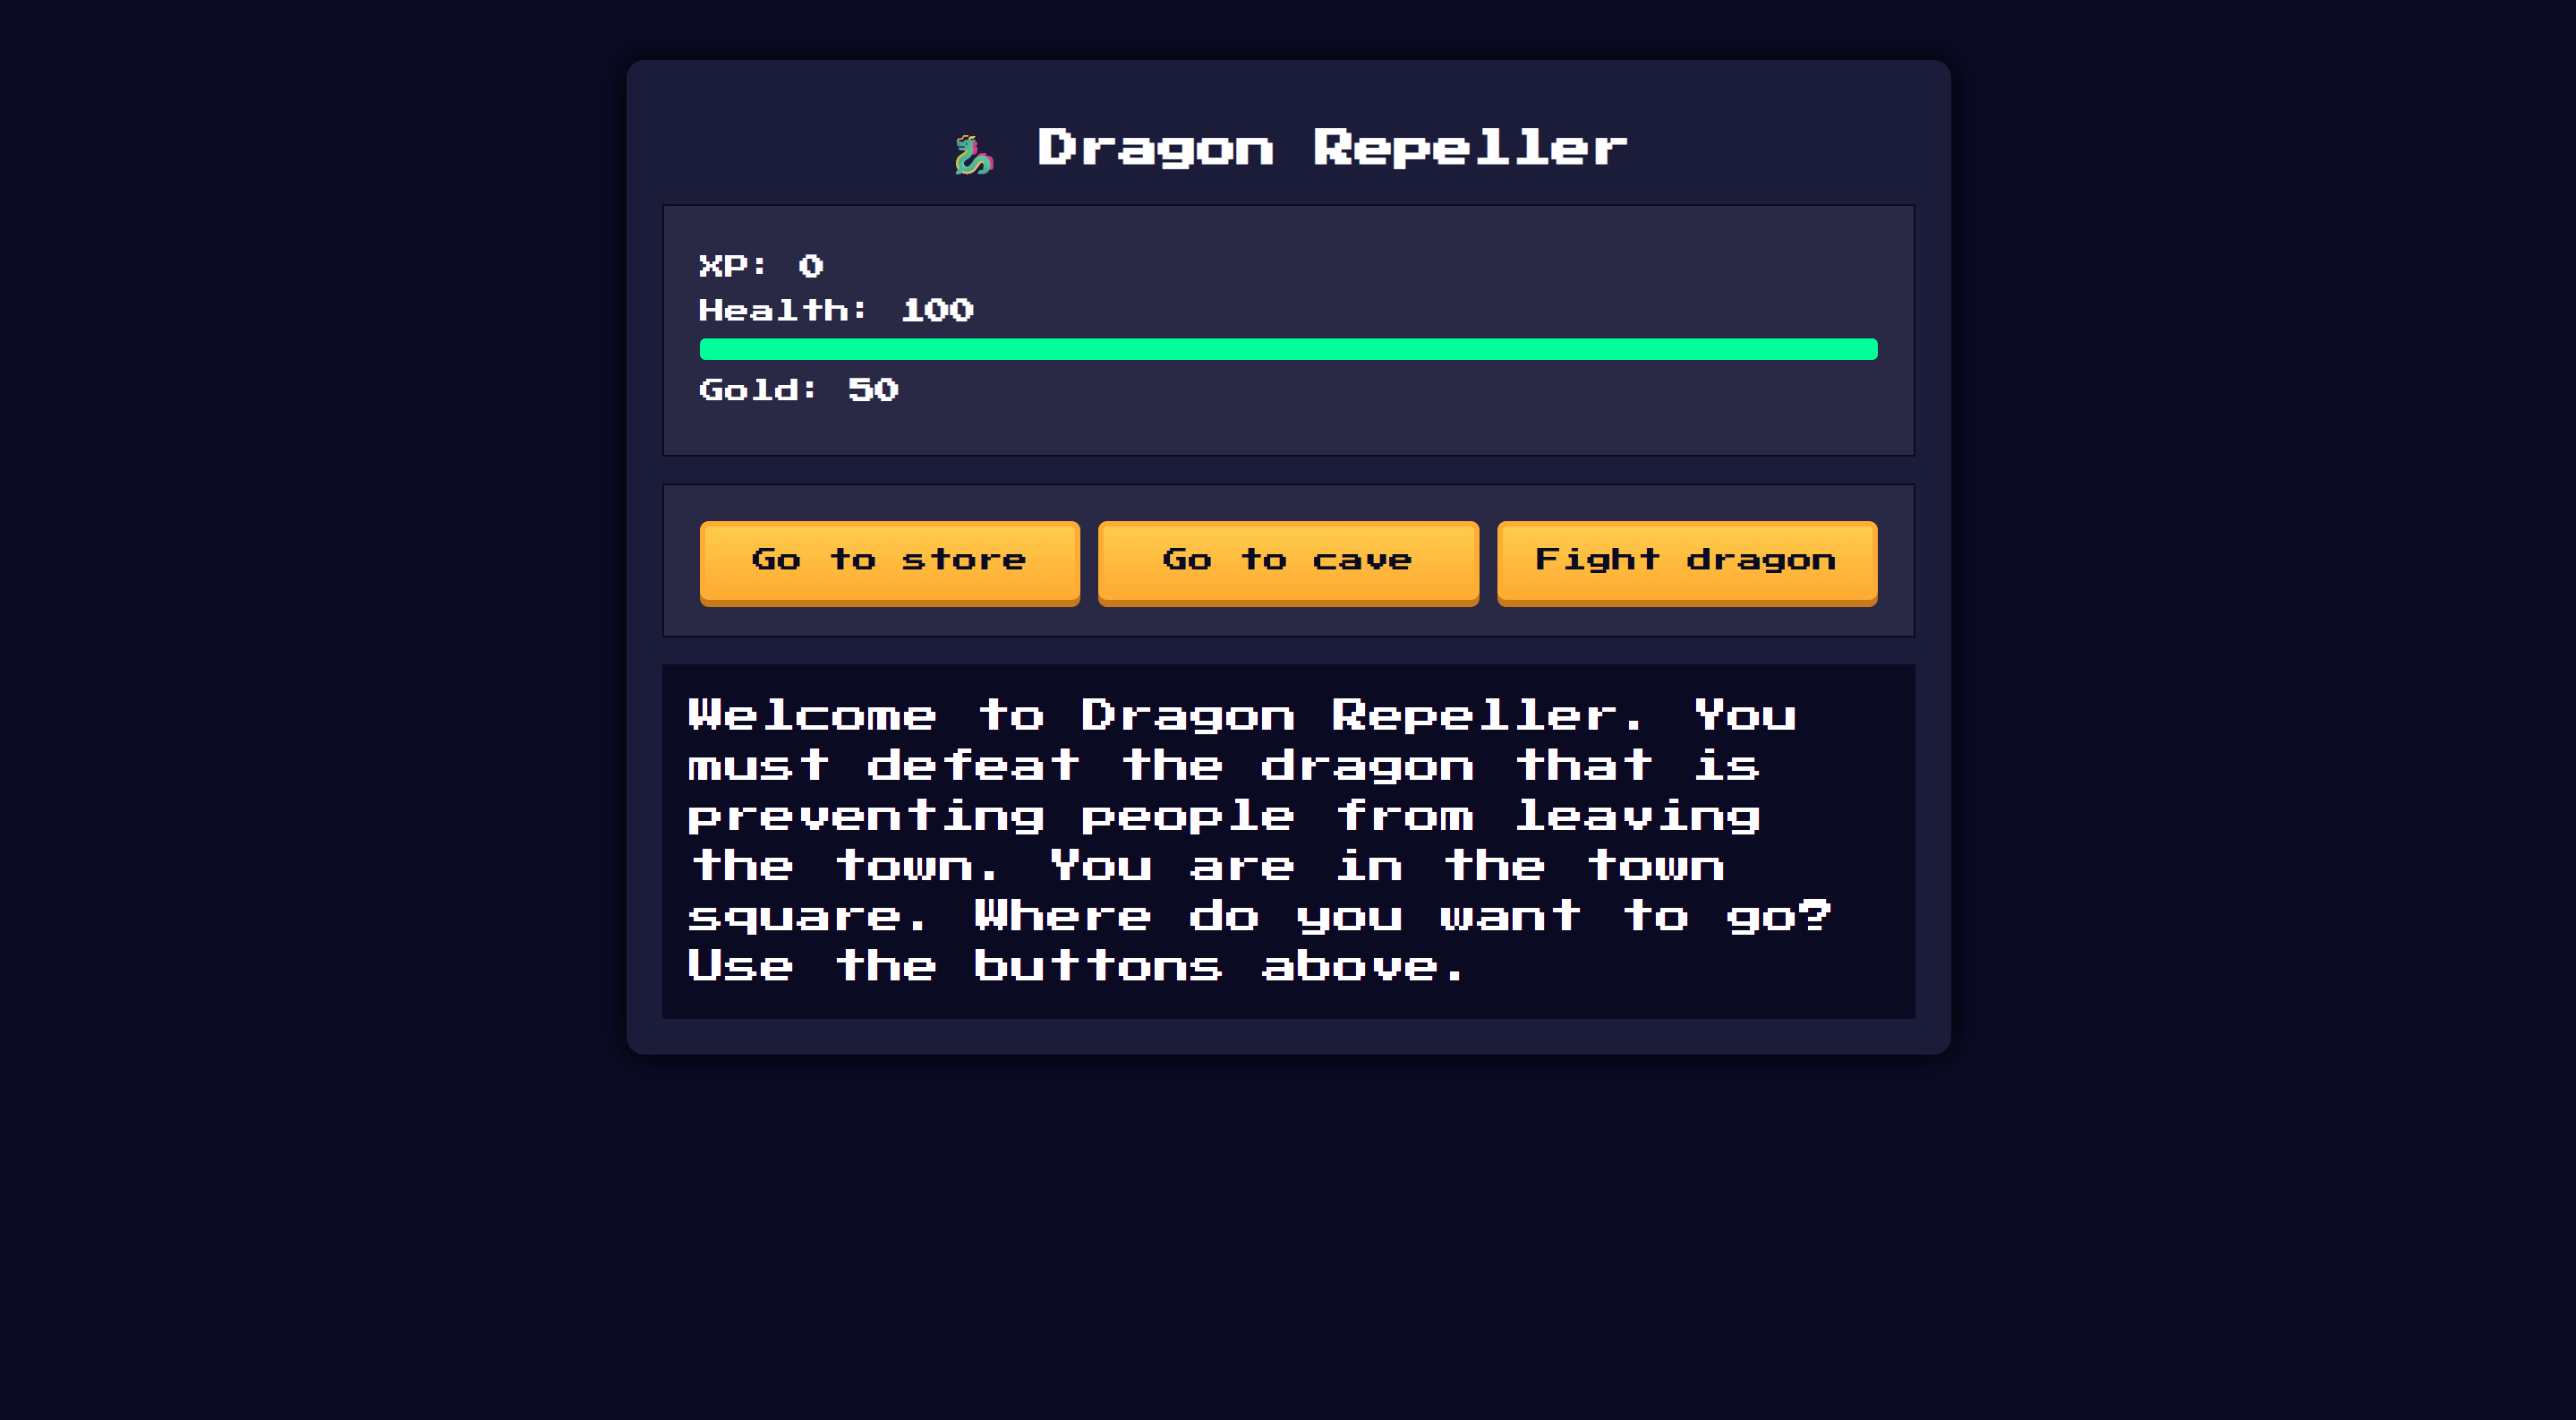 🐉 Dragon Repeller
XP: 0
Health: 100
Gold: 50
Go to store
Go to cave
Fight dragon
Welcome to Dragon Repeller. You
must defeat the dragon that is
preventing people from leaving
the town. You are in the town
square. Where do you want to go?
Use the buttons above.